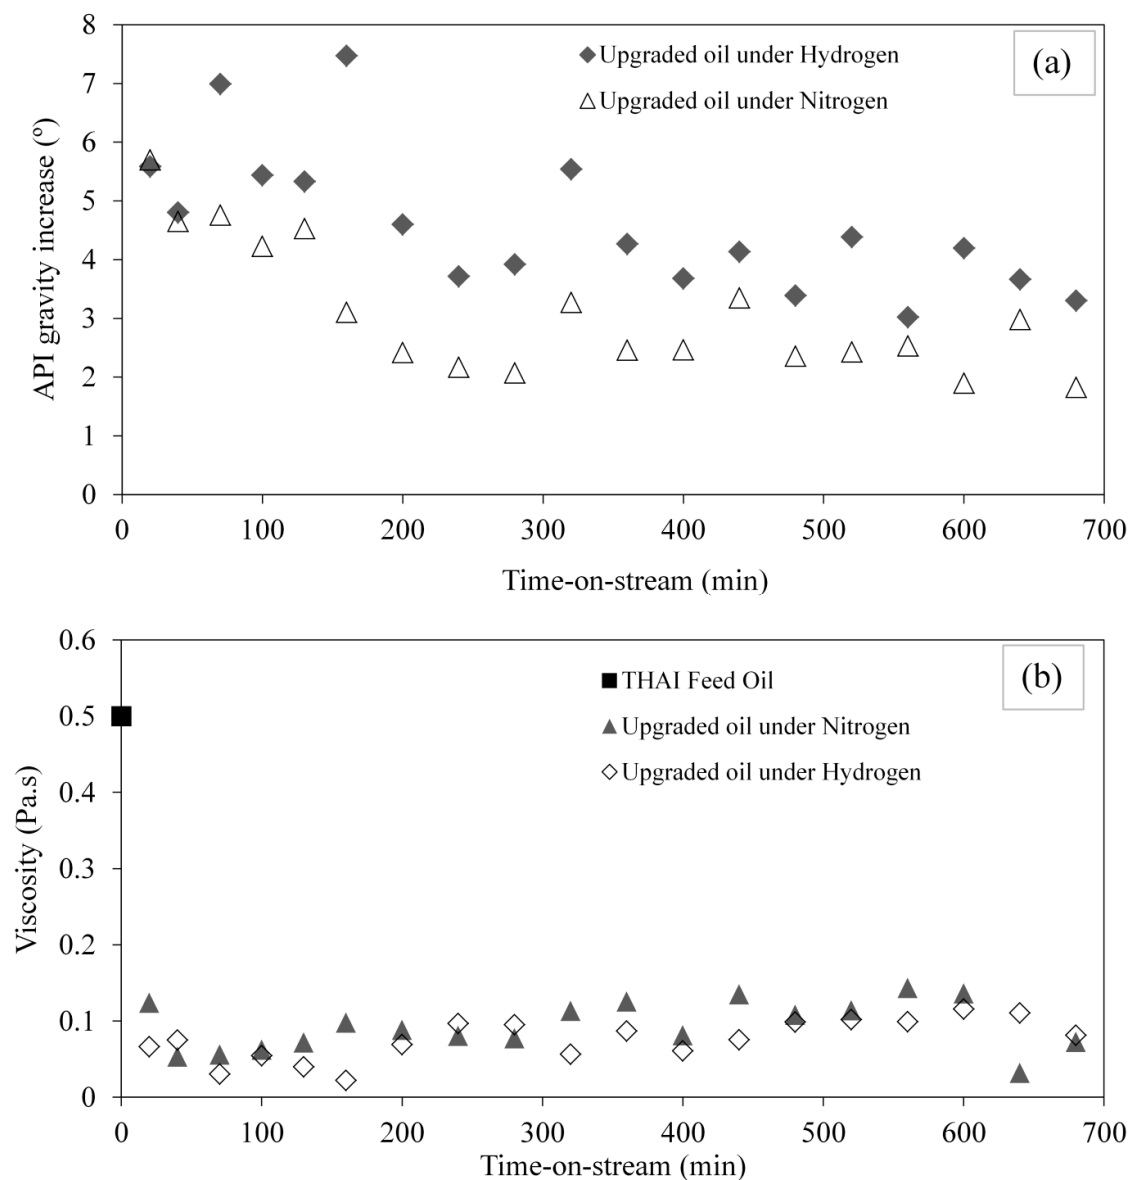 8
(a)
Upgraded oil under Hydrogen
7
Upgraded oil under Nitrogen
6
5
4
3
2
1
0
API gravity increase (º)
0 100 200 300 400 500 600 700
Time-on-stream (min)
0.6
(b)
THAI Feed Oil
0.5
Upgraded oil under Nitrogen
Upgraded oil under Hydrogen
0.4
0.3
0.2
0.1
0
Viscosity (Pa.s)
0 100 200 300 400 500 600 700
Time-on-stream (min)